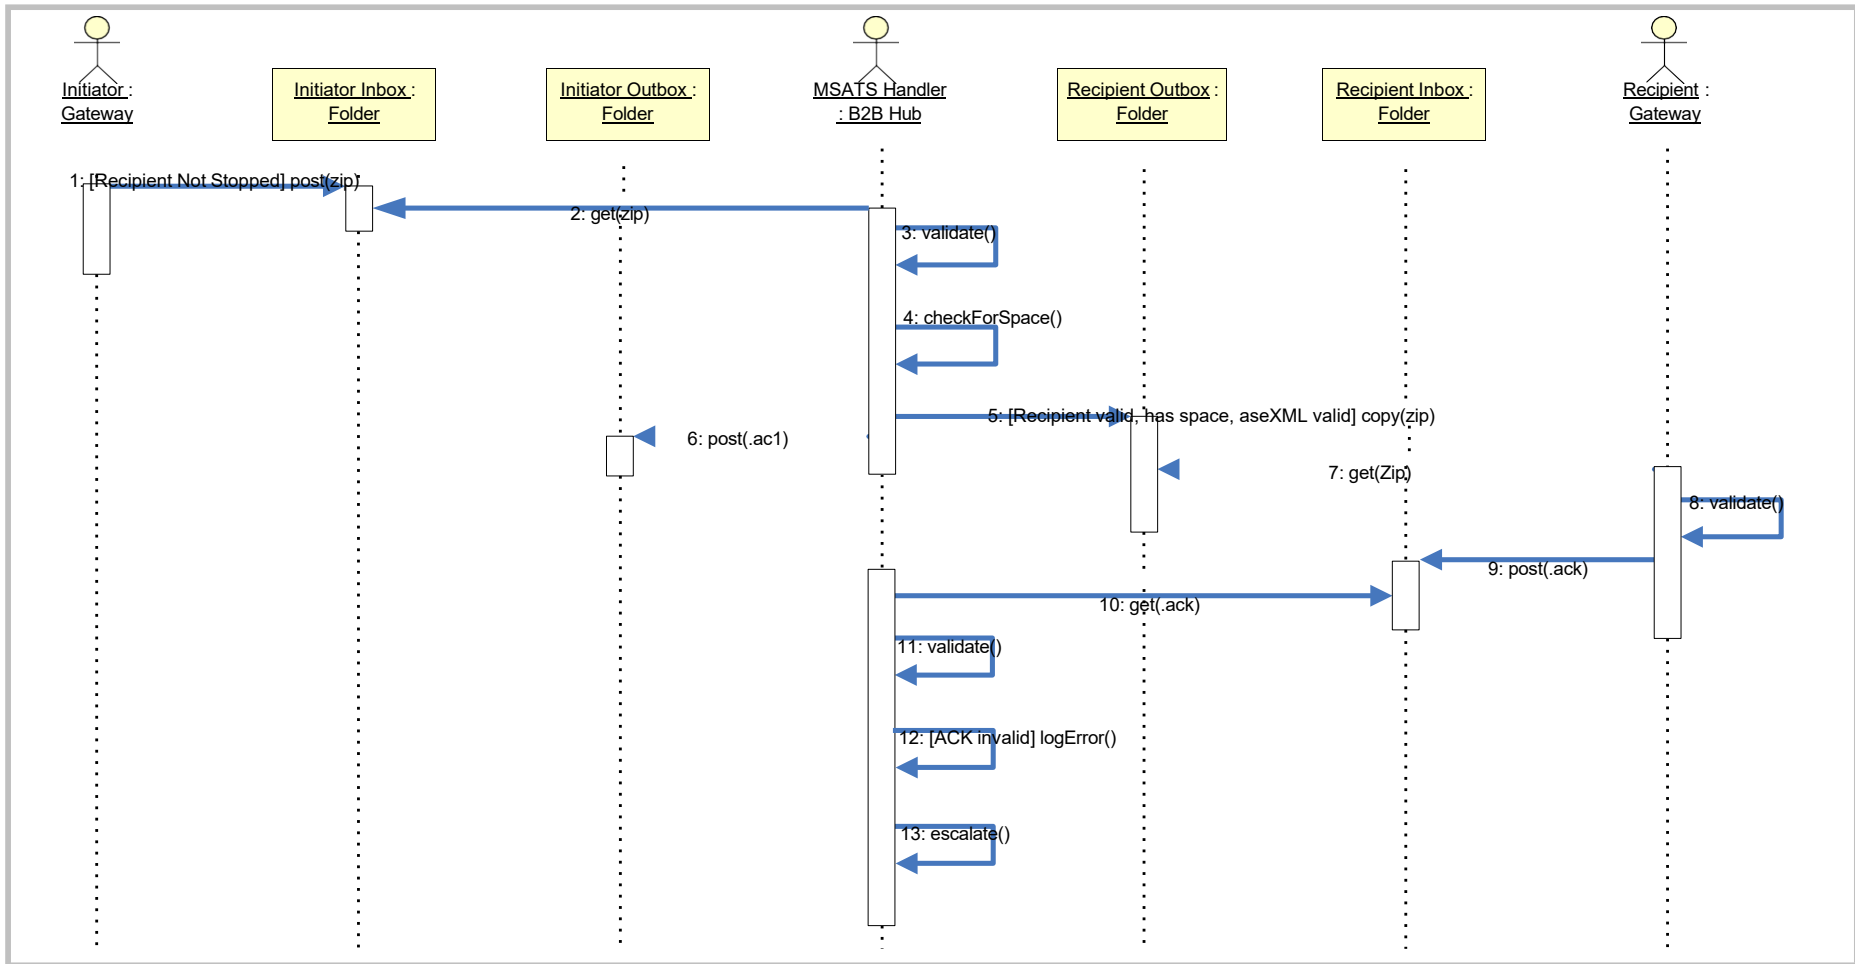 Initiator :
Gateway
Initiator Inbox :
Folder
Initiator Outbox :
Folder
MSATS Handler
: B2B Hub
Recipient Outbox :
Folder
Recipient Inbox :
Folder
Recipient :
Gateway
1: [Recipient Not Stopped] post(zip)
2: get(zip)
3: validate()
4: checkForSpace()
5: [Recipient valid, has space, aseXML valid] copy(zip)
6: post(.ac1)
7: get(Zip)
8: validate()
9: post(.ack)
10: get(.ack)
11: validate()
12: [ACK invalid] logError()
13: escalate()